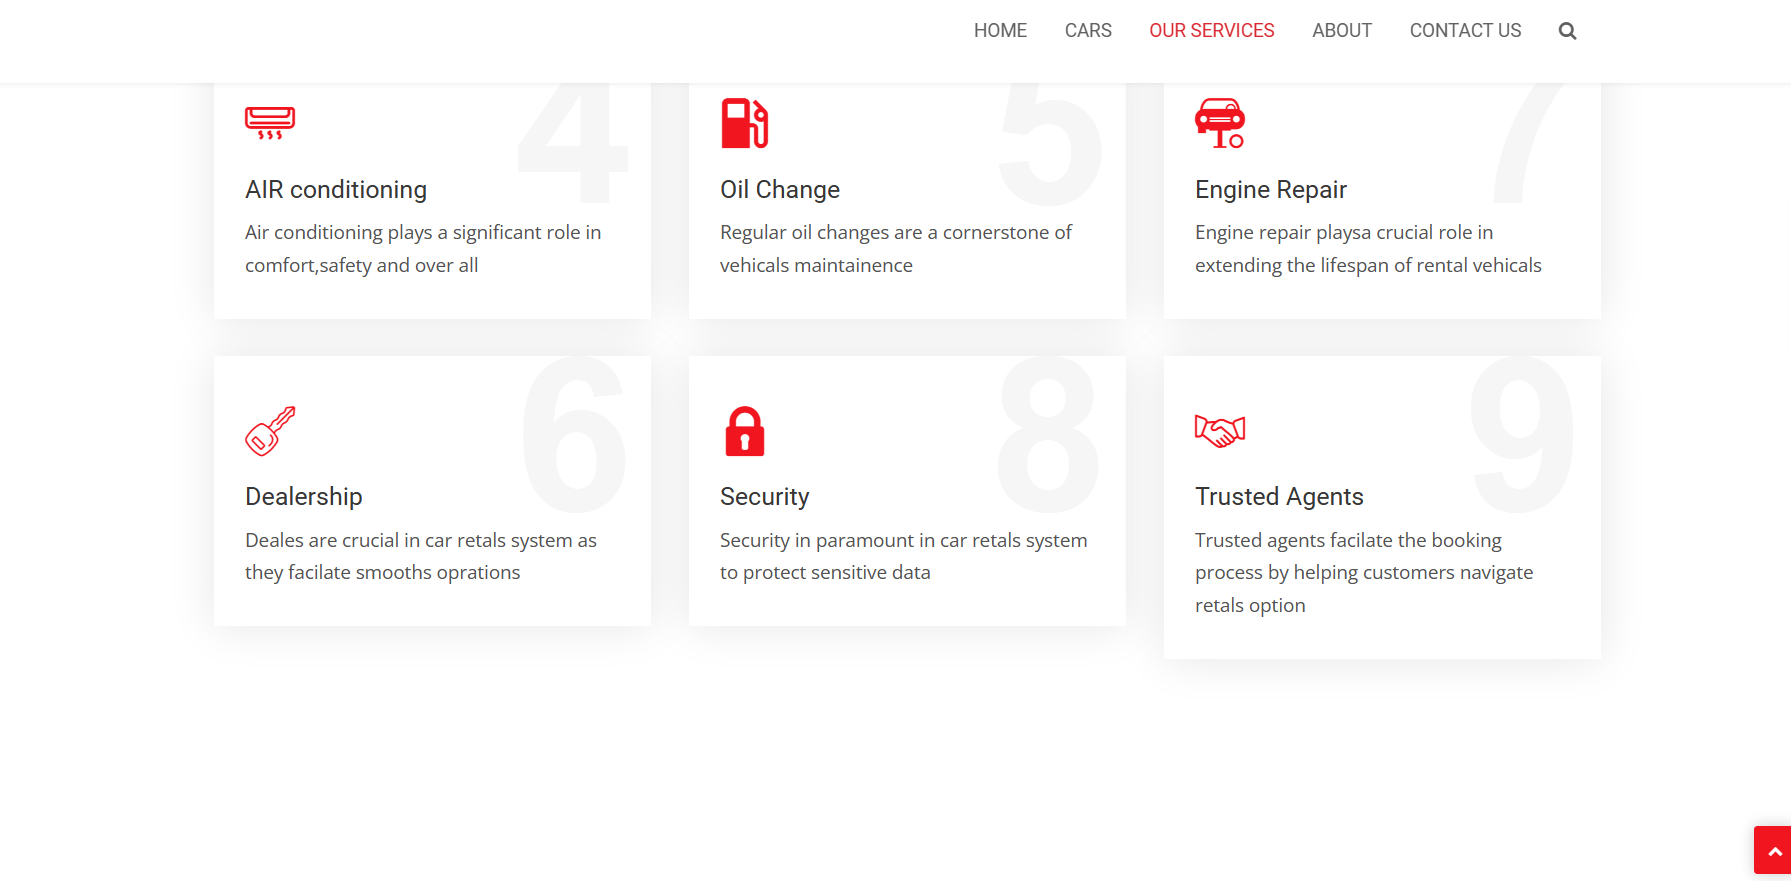 HOME CARS OUR SERVICES ABOUT CONTACT US
4
AIR conditioning
Air conditioning plays a significant role in
comfort,safety and over all
5
Oil Change
Regular oil changes are a cornerstone of
vehicals maintainence
7
Engine Repair
Engine repair playsa crucial role in
extending the lifespan of rental vehicals
6
Dealership
Deales are crucial in car retals system as
they facilate smooths oprations
8
Security
Security in paramount in car retals system
to protect sensitive data
9
Trusted Agents
Trusted agents facilate the booking
process by helping customers navigate
retals option